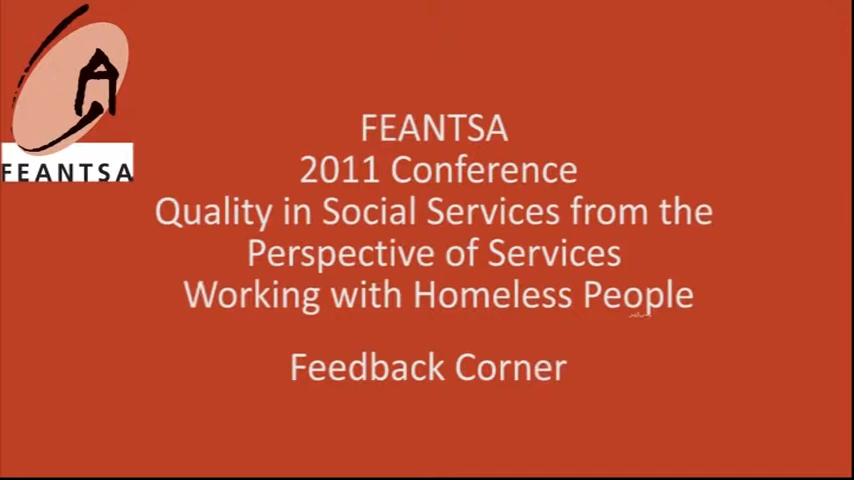 FEANTSA
FEANTSA
2011 Conference
Quality in Social Services from the
Perspective of Services
Working with Homeless People
Feedback Corner